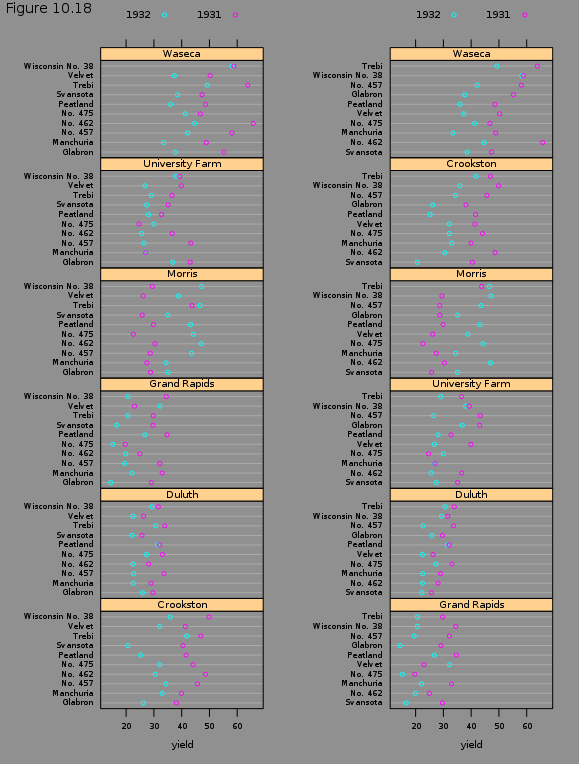 Figure 10.18
1932 1931
Waseca
Wisconsin No. 38
Velvet
Trebi
Svansota
Peatland
No. 475
No. 462
No. 457
Manchuria
Glabron
University Farm
Wisconsin No. 38
Velvet
Trebi
Svansota
Peatland
No. 475
No. 462
No. 457
Manchuria
Glabron
Morris
Wisconsin No. 38
Velvet
Trebi
Svansota
Peatland
No. 475
No. 462
No. 457
Manchuria
Glabron
Grand Rapids
Wisconsin No. 38
Velvet
Trebi
Svansota
Peatland
No. 475
No. 462
No. 457
Manchuria
Glabron
Duluth
Wisconsin No. 38
Velvet
Trebi
Svansota
Peatland
No. 475
No. 462
No. 457
Manchuria
Glabron
Crookston
Wisconsin No. 38
Velvet
Trebi
Svansota
Peatland
No. 475
No. 462
No. 457
Manchuria
Glabron
20 30 40 50 60
yield
1932 1931
Waseca
Trebi
Wisconsin No. 38
No. 457
Glabron
Peatland
Velvet
No. 475
Manchuria
No. 462
Svansota
Crookston
Trebi
Wisconsin No. 38
No. 457
Glabron
Peatland
Velvet
No. 475
Manchuria
No. 462
Svansota
Morris
Trebi
Wisconsin No. 38
No. 457
Glabron
Peatland
Velvet
No. 475
Manchuria
No. 462
Svansota
University Farm
Trebi
Wisconsin No. 38
No. 457
Glabron
Peatland
Velvet
No. 475
Manchuria
No. 462
Svansota
Duluth
Trebi
Wisconsin No. 38
No. 457
Glabron
Peatland
Velvet
No. 475
Manchuria
No. 462
Svansota
Grand Rapids
Trebi
Wisconsin No. 38
No. 457
Glabron
Peatland
Velvet
No. 475
Manchuria
No. 462
Svansota
20 30 40 50 60
yield